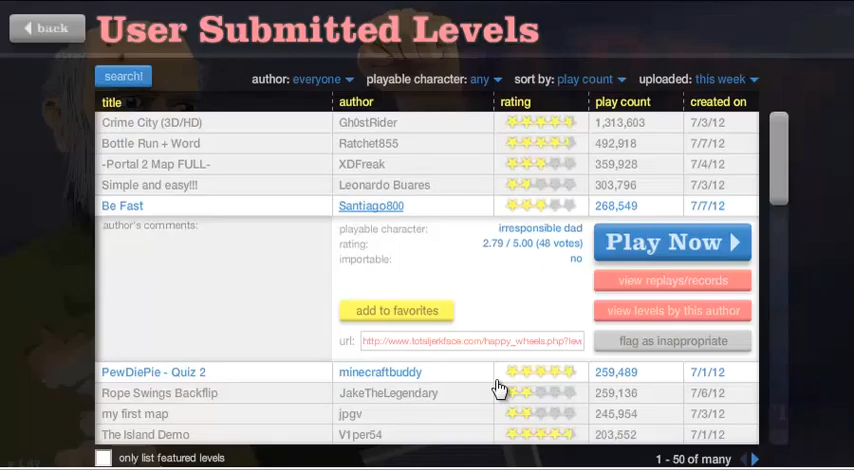 back
User Submitted Levels
search!
author: everyone playable character: any sort by: play count uploaded: this week
title author rating play count created on
Crime City (3D/HD) Gh0stRider 1,313,603 7/3/12
Bottle Run + Word Ratchet855 492,918 7/7/12
-Portal 2 Map FULL- XDFreak 359,928 7/4/12
Simple and easy!!! Leonardo Buares 303,796 7/3/12
Be Fast Santiago800 268,549 7/7/12
author's comments:
playable character: irresponsible dad
rating: 2.79 / 5.00 (48 votes)
importable: no
Play Now
view replays/records
add to favorites
view levels by this author
url: http://www.totaljerkface.com/happy_wheels.php?lev
flag as inappropriate
PewDiePie - Quiz 2 minecraftbuddy 259,489 7/1/12
Rope Swings Backflip JakeTheLegendary 259,136 7/6/12
my first map jpgv 245,954 7/3/12
The Island Demo V1per54 203,552 7/1/12
only list featured levels
1 - 50 of many